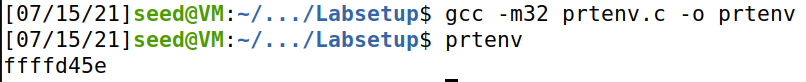 [07/15/21]seed@VM:~/.../Labsetup$ gcc -m32 prtenv.c -o prtenv
[07/15/21]seed@VM:~/.../Labsetup$ prtenv
ffffd45e